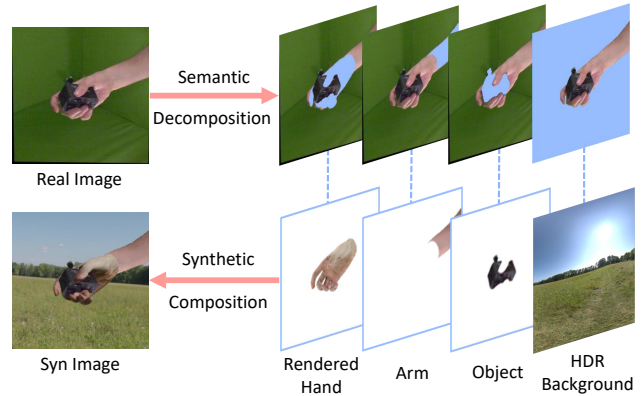 Semantic
Decomposition
Real Image
Synthetic
Composition
Syn Image
Rendered
Hand
Arm
Object
HDR
Background